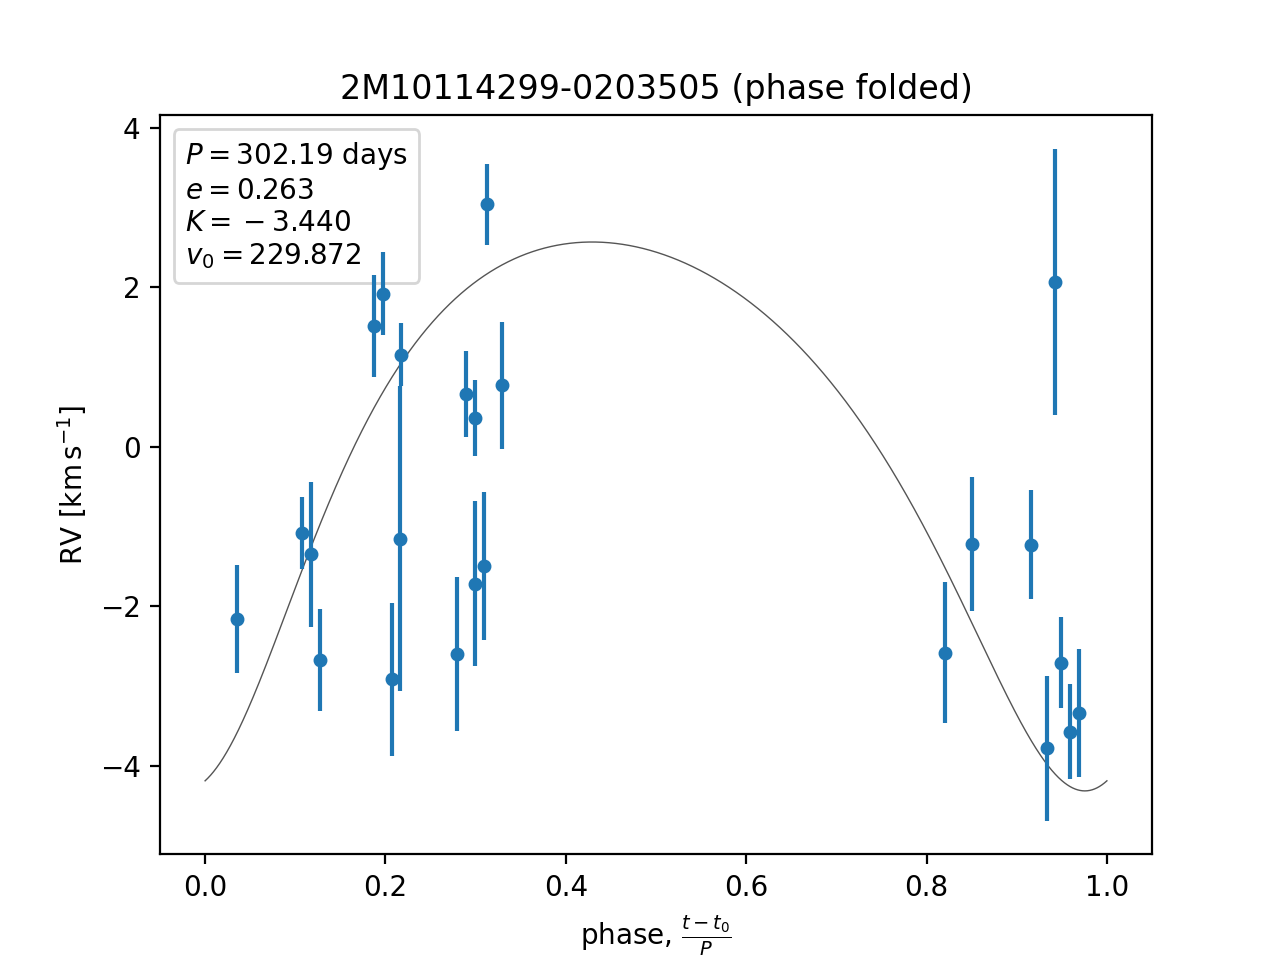 2M10114299-0203505 (phase folded)
P = 302.19 days
e = 0.263
K = −3.440
v₀ = 229.872
4
2
0
−2
−4
RV [km s⁻¹]
0.0 0.2 0.4 0.6 0.8 1.0
phase, (t − t₀)/P